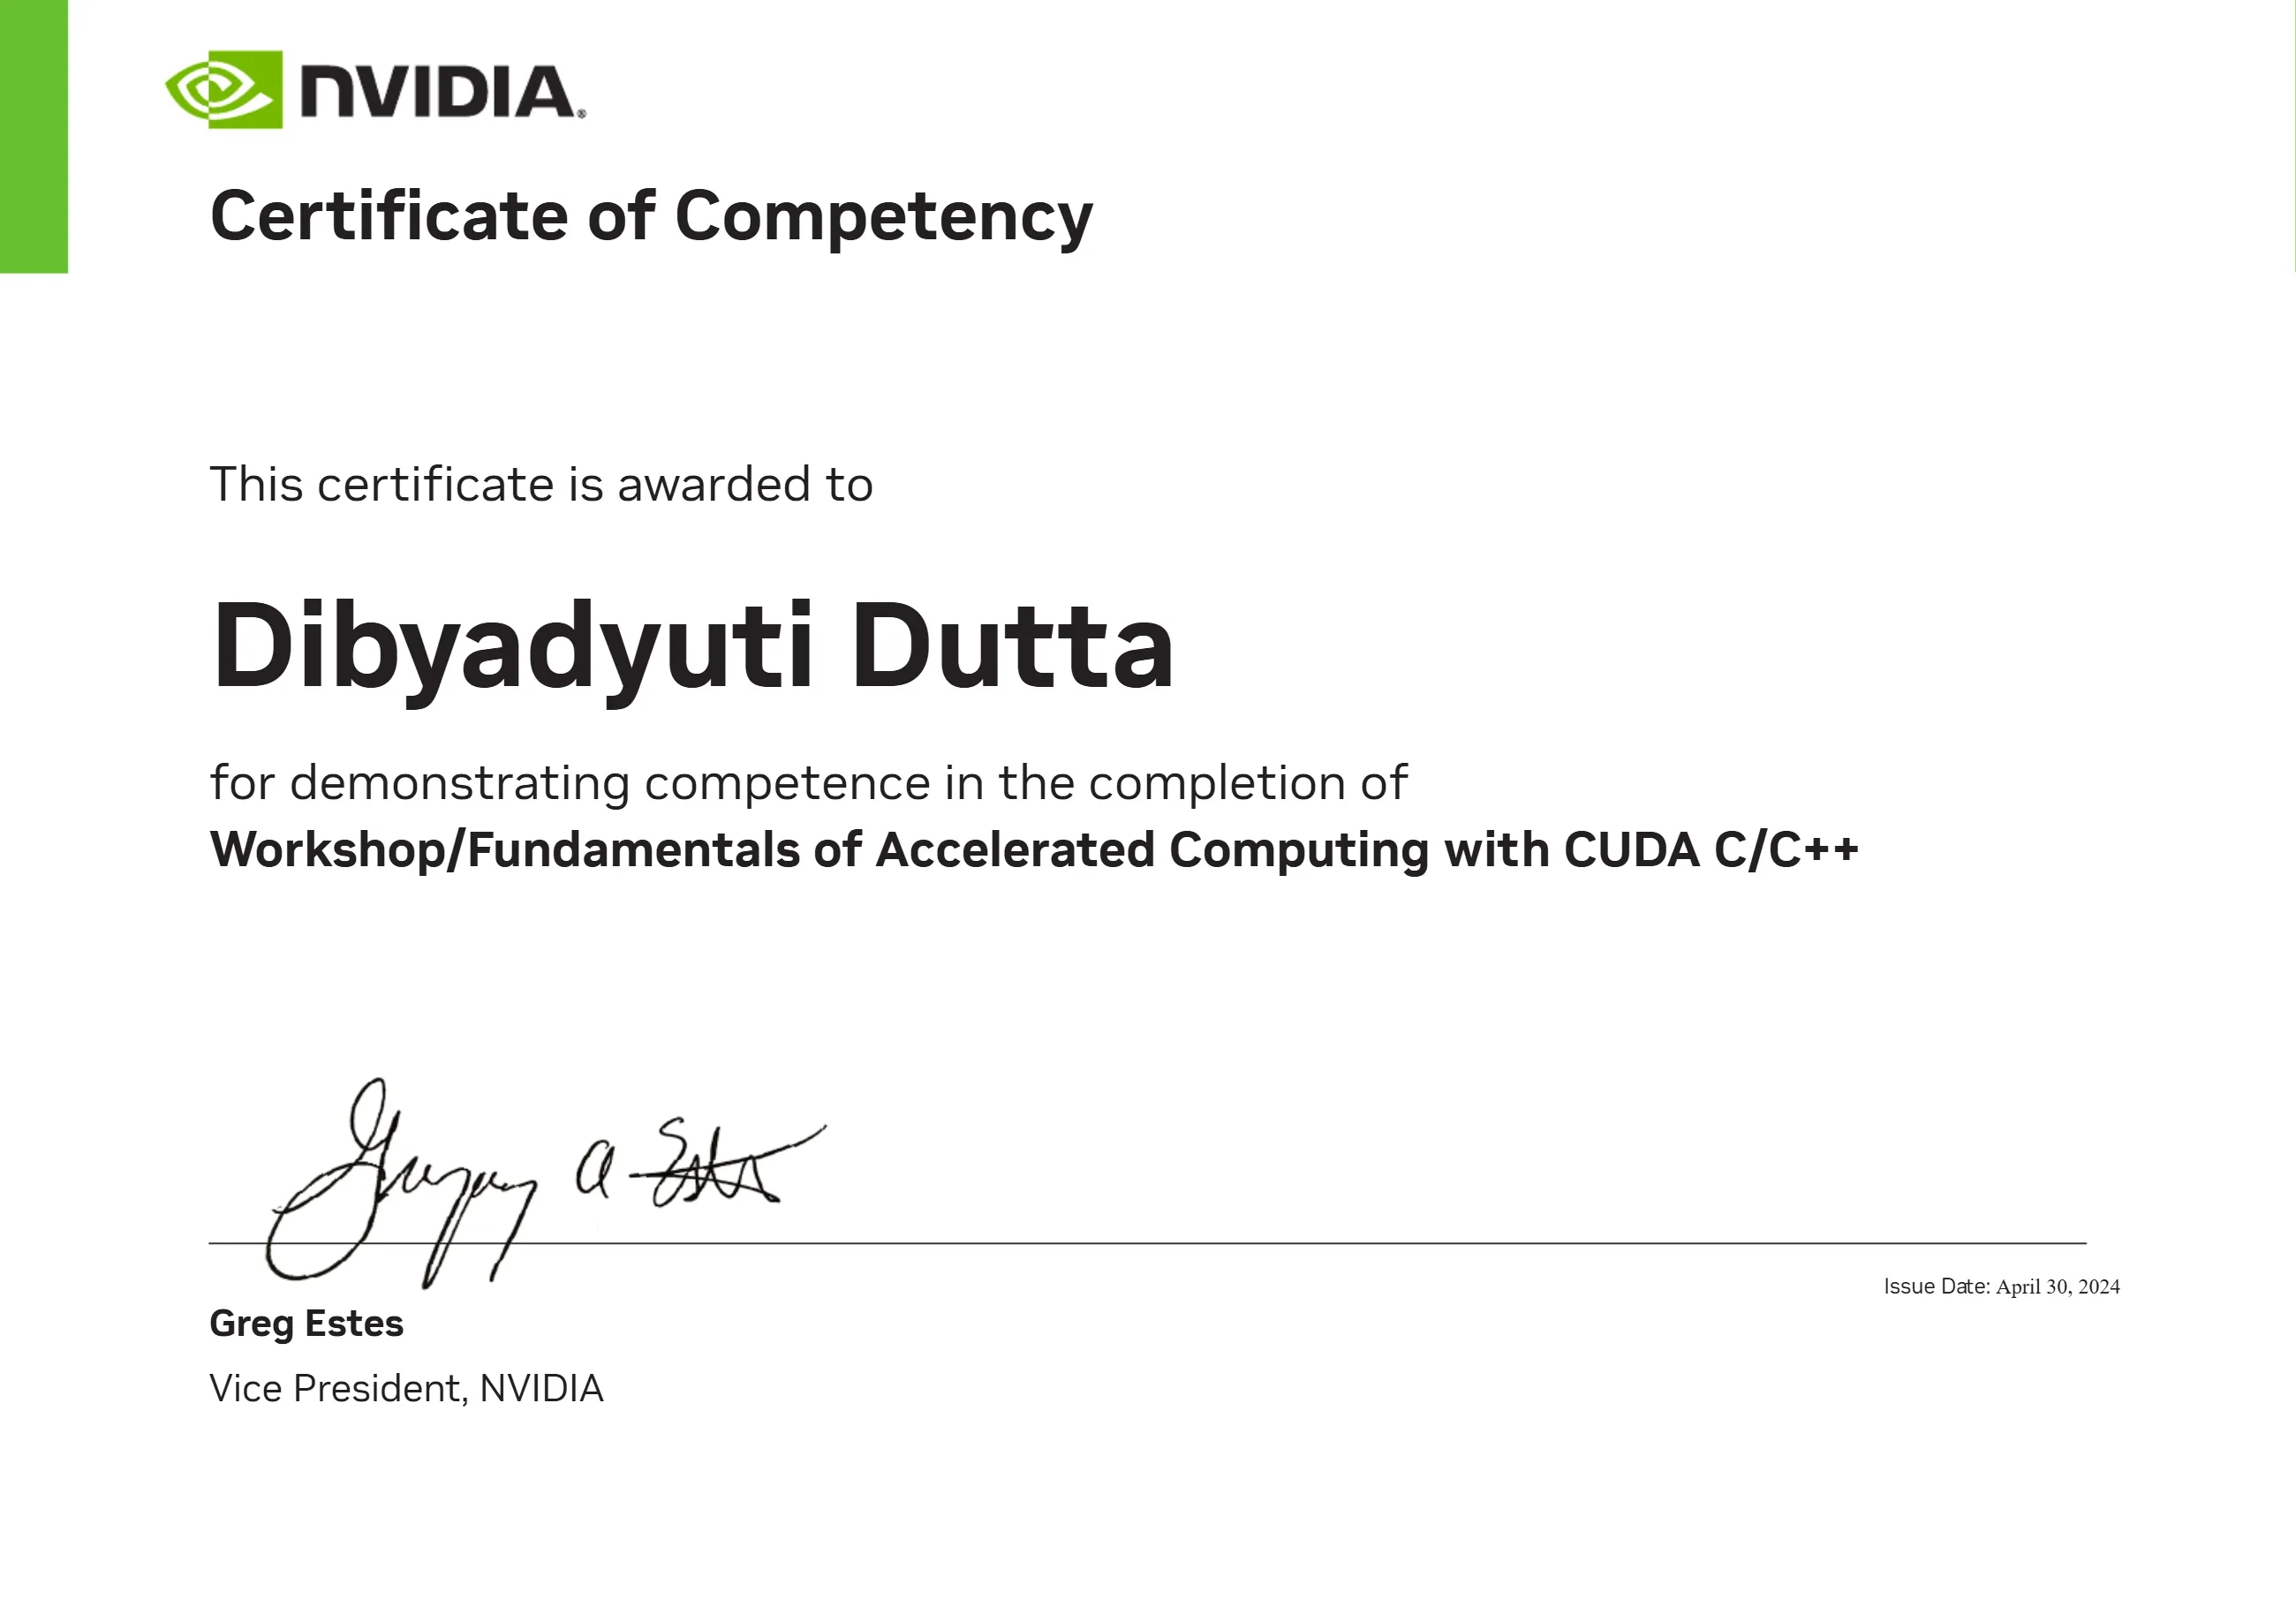 NVIDIA®
Certificate of Competency
This certificate is awarded to
Dibyadyuti Dutta
for demonstrating competence in the completion of
Workshop/Fundamentals of Accelerated Computing with CUDA C/C++
Gregory a Estes
Issue Date: April 30, 2024
Greg Estes
Vice President, NVIDIA